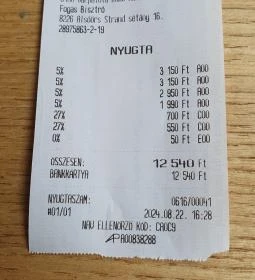 Fogas Bisztró
8226 Alsóörs Strand sétány 16.
28975863-2-19
NYUGTA
5% 3 150 Ft A00
5% 3 150 Ft A00
5% 2 950 Ft A00
5% 1 990 Ft A00
27% 700 Ft C00
27% 550 Ft C00
0% 50 Ft E00
ÖSSZESEN: 12 540 Ft
BANKKÁRTYA 12 540 Ft
NYUGTASZÁM: 0616/00041
#01/01 2024.08.22. 16:28
NAV ELLENŐRZŐ KÓD: CA0C9
AP A00838288